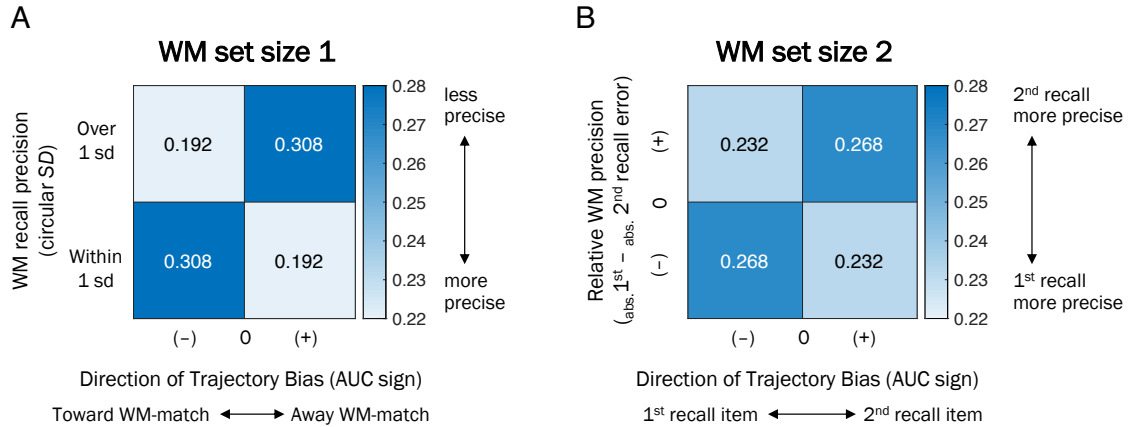 A
WM set size 1
WM recall precision
(circular SD)
Over
1 sd
Within
1 sd
0.192
0.308
0.308
0.192
(–)
0
(+)
0.28
0.27
0.26
0.25
0.24
0.23
0.22
less
precise
more
precise
Direction of Trajectory Bias (AUC sign)
Toward WM-match
Away WM-match
B
WM set size 2
Relative WM precision
(abs. 1st – abs. 2nd recall error)
(+)
0
(–)
0.232
0.268
0.268
0.232
(–)
0
(+)
0.28
0.27
0.26
0.25
0.24
0.23
0.22
2nd recall
more precise
1st recall
more precise
Direction of Trajectory Bias (AUC sign)
1st recall item
2nd recall item